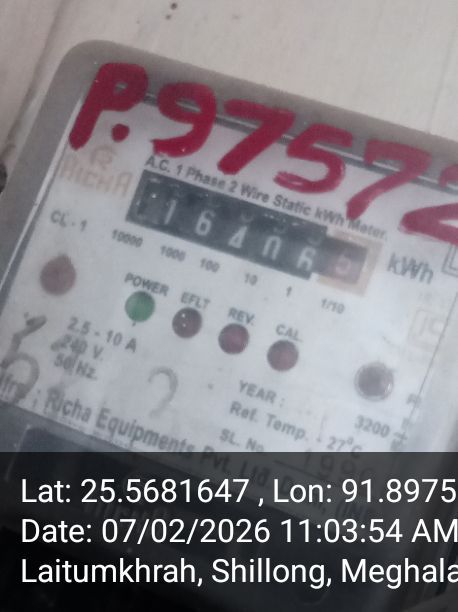 P.97572
RICHA
A.C. 1 Phase 2 Wire Static kWh Meter
16406
kWh
CL - 1
10000 1000 100 10 1 1/10
POWER EFLT REV. CAL
2.5 - 10 A
240 V.
50 Hz.
3200
YEAR :
Ref. Temp. - 27°C
SL. No.
Richa Equipments Pvt. Ltd
Lat: 25.5681647 , Lon: 91.8975
Date: 07/02/2026 11:03:54 AM
Laitumkhrah, Shillong, Meghala